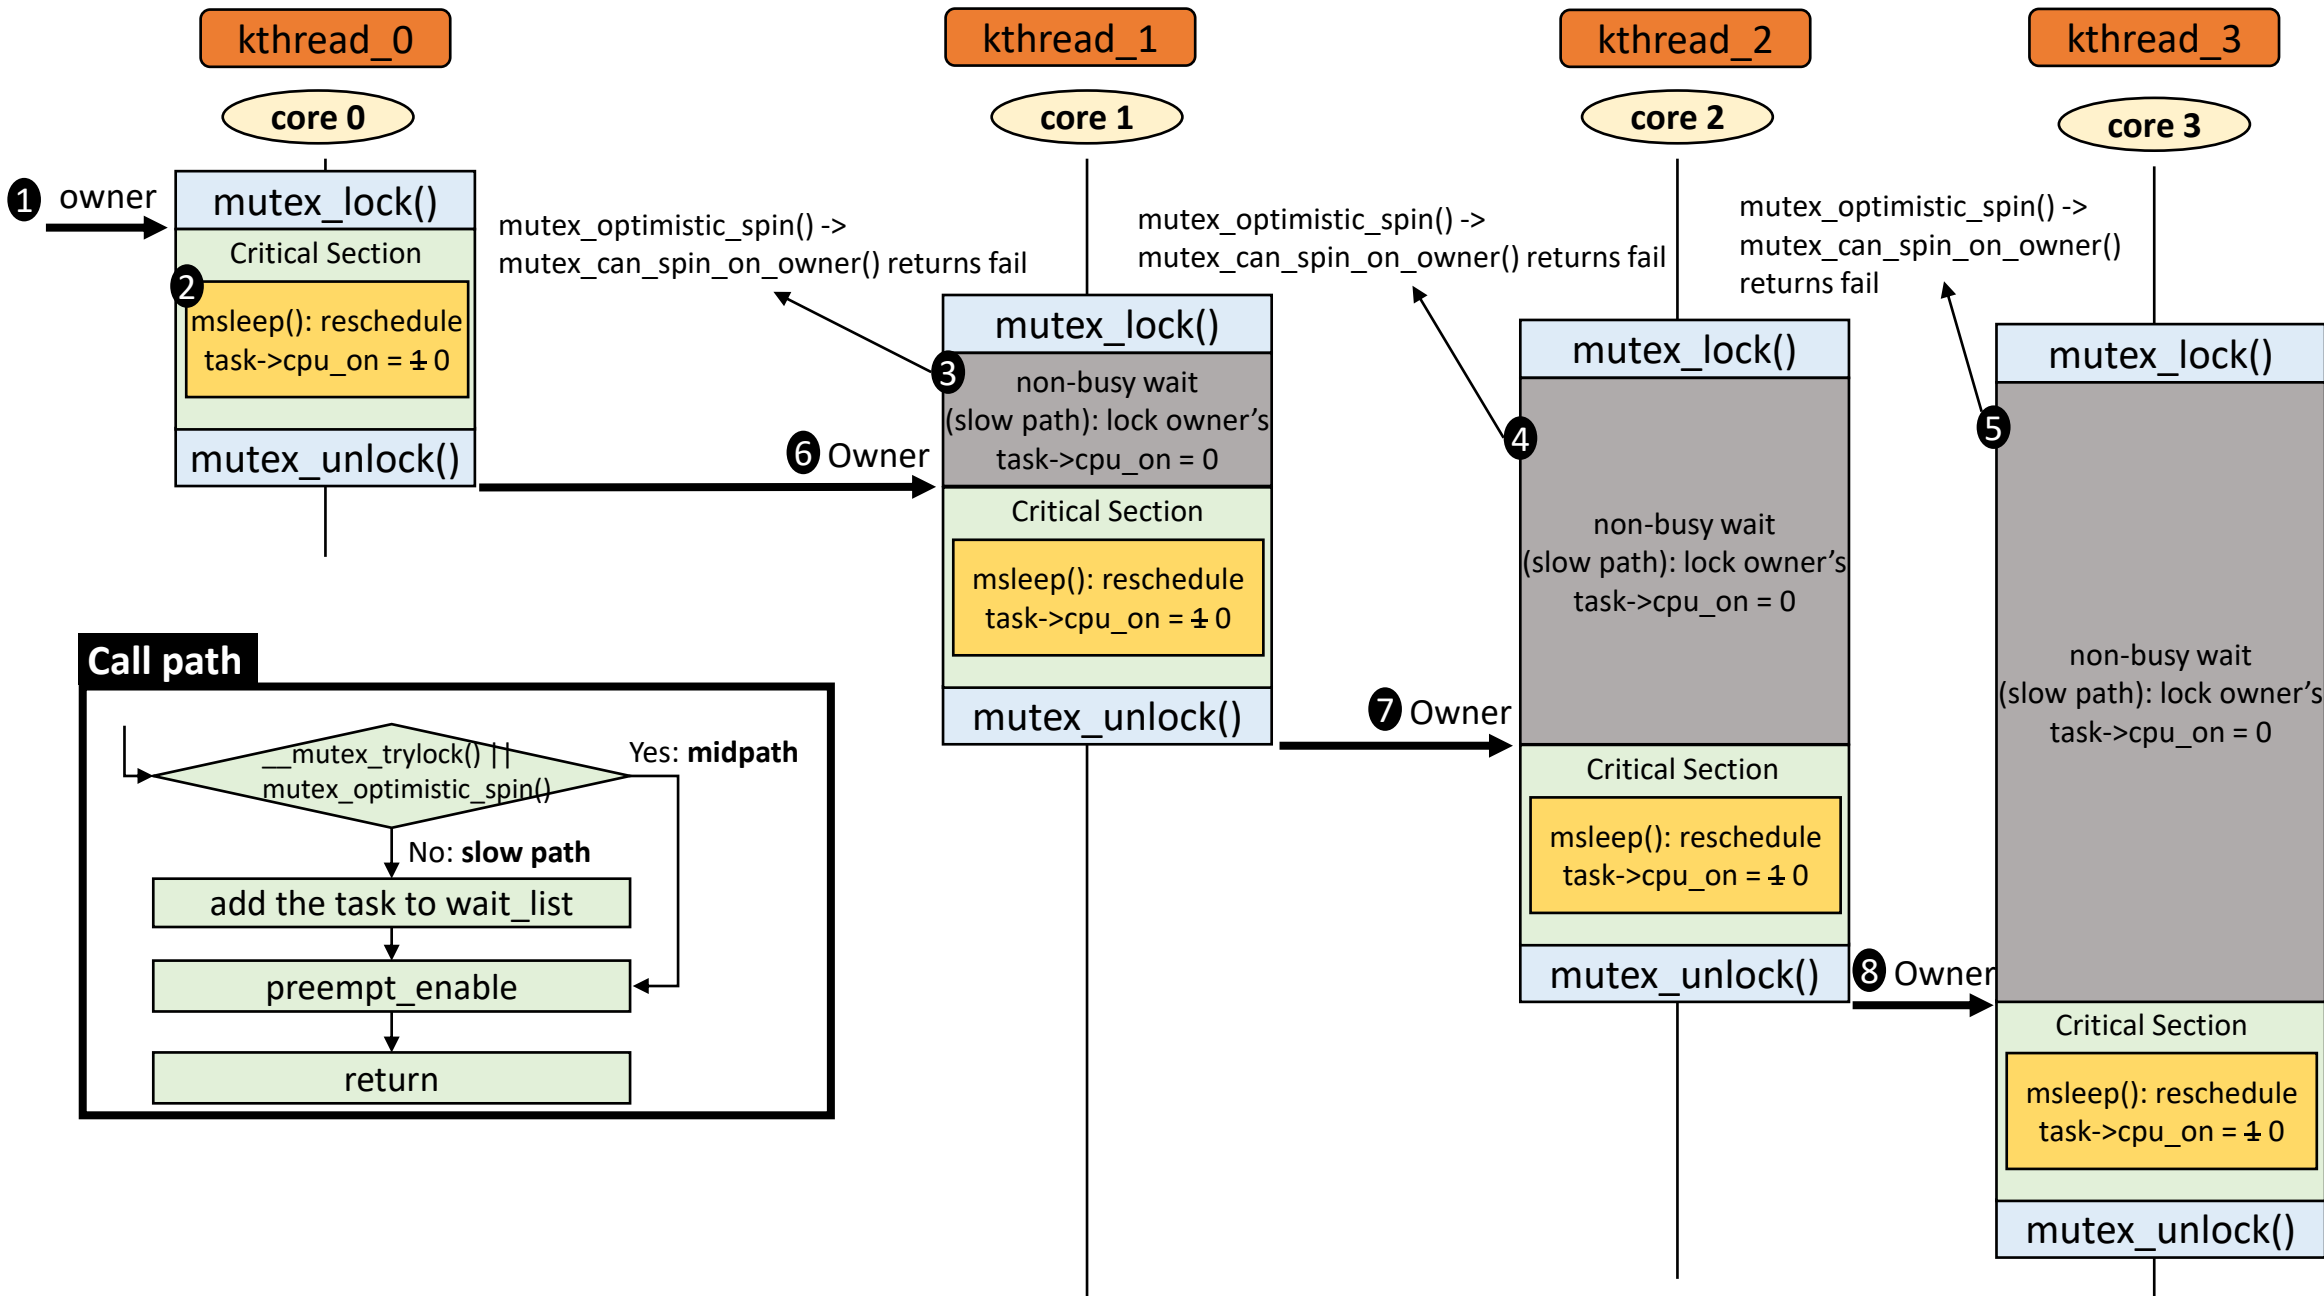 kthread_0
kthread_1
kthread_2
kthread_3
core 0
core 1
core 2
core 3
1 owner
mutex_lock()
Critical Section
2
msleep(): reschedule
task->cpu_on = 1 0
mutex_unlock()
mutex_optimistic_spin() ->
mutex_can_spin_on_owner() returns fail
mutex_lock()
3
non-busy wait
(slow path): lock owner's
task->cpu_on = 0
6 Owner
Critical Section
msleep(): reschedule
task->cpu_on = 1 0
mutex_unlock()
mutex_optimistic_spin() ->
mutex_can_spin_on_owner() returns fail
mutex_lock()
4
non-busy wait
(slow path): lock owner's
task->cpu_on = 0
7 Owner
Critical Section
msleep(): reschedule
task->cpu_on = 1 0
mutex_unlock()
mutex_optimistic_spin() ->
mutex_can_spin_on_owner()
returns fail
mutex_lock()
5
non-busy wait
(slow path): lock owner's
task->cpu_on = 0
8 Owner
Critical Section
msleep(): reschedule
task->cpu_on = 1 0
mutex_unlock()
Call path
__mutex_trylock() ||
mutex_optimistic_spin()
Yes: midpath
No: slow path
add the task to wait_list
preempt_enable
return